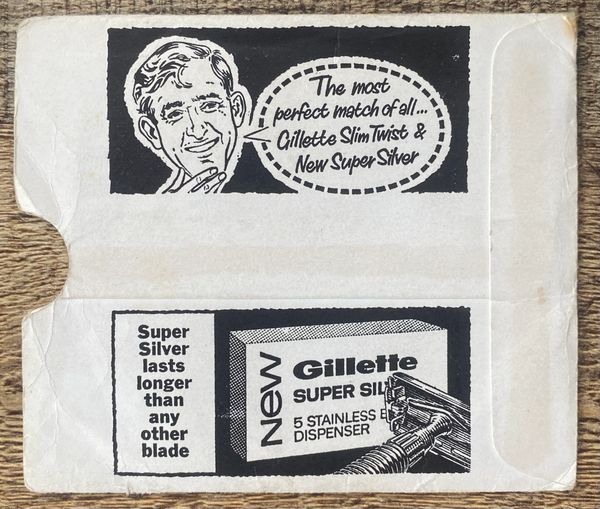 The most
perfect match of all...
Gillette Slim Twist &
New Super Silver
Super
Silver
lasts
longer
than
any
other
blade
New
Gillette
SUPER SIL
5 STAINLESS
DISPENSER